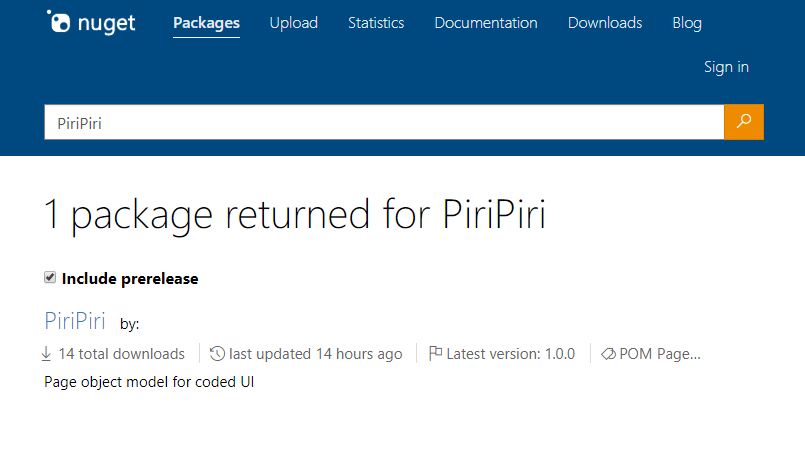 nuget Packages Upload Statistics Documentation Downloads Blog
Sign in
PiriPiri
1 package returned for PiriPiri
Include prerelease
PiriPiri by:
14 total downloads last updated 14 hours ago Latest version: 1.0.0 POM Page...
Page object model for coded UI